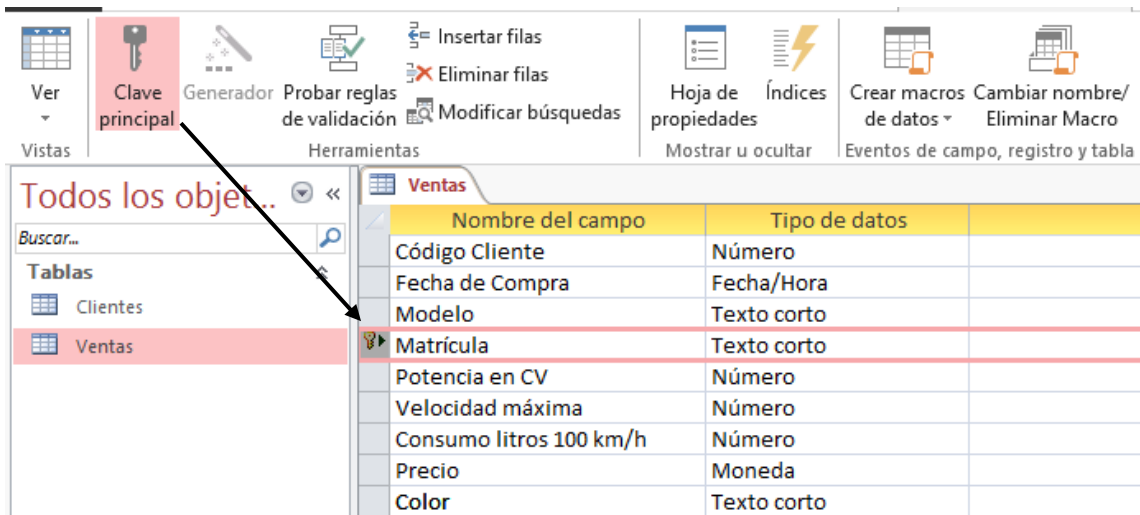 Insertar filas
Eliminar filas
Modificar búsquedas
Ver
Clave principal
Generador
Probar reglas de validación
Hoja de propiedades
Índices
Crear macros de datos
Cambiar nombre/ Eliminar Macro
Vistas
Herramientas
Mostrar u ocultar
Eventos de campo, registro y tabla
Todos los objet...
Buscar...
Tablas
Clientes
Ventas
Ventas
Nombre del campo Tipo de datos
Código Cliente Número
Fecha de Compra Fecha/Hora
Modelo Texto corto
Matrícula Texto corto
Potencia en CV Número
Velocidad máxima Número
Consumo litros 100 km/h Número
Precio Moneda
Color Texto corto